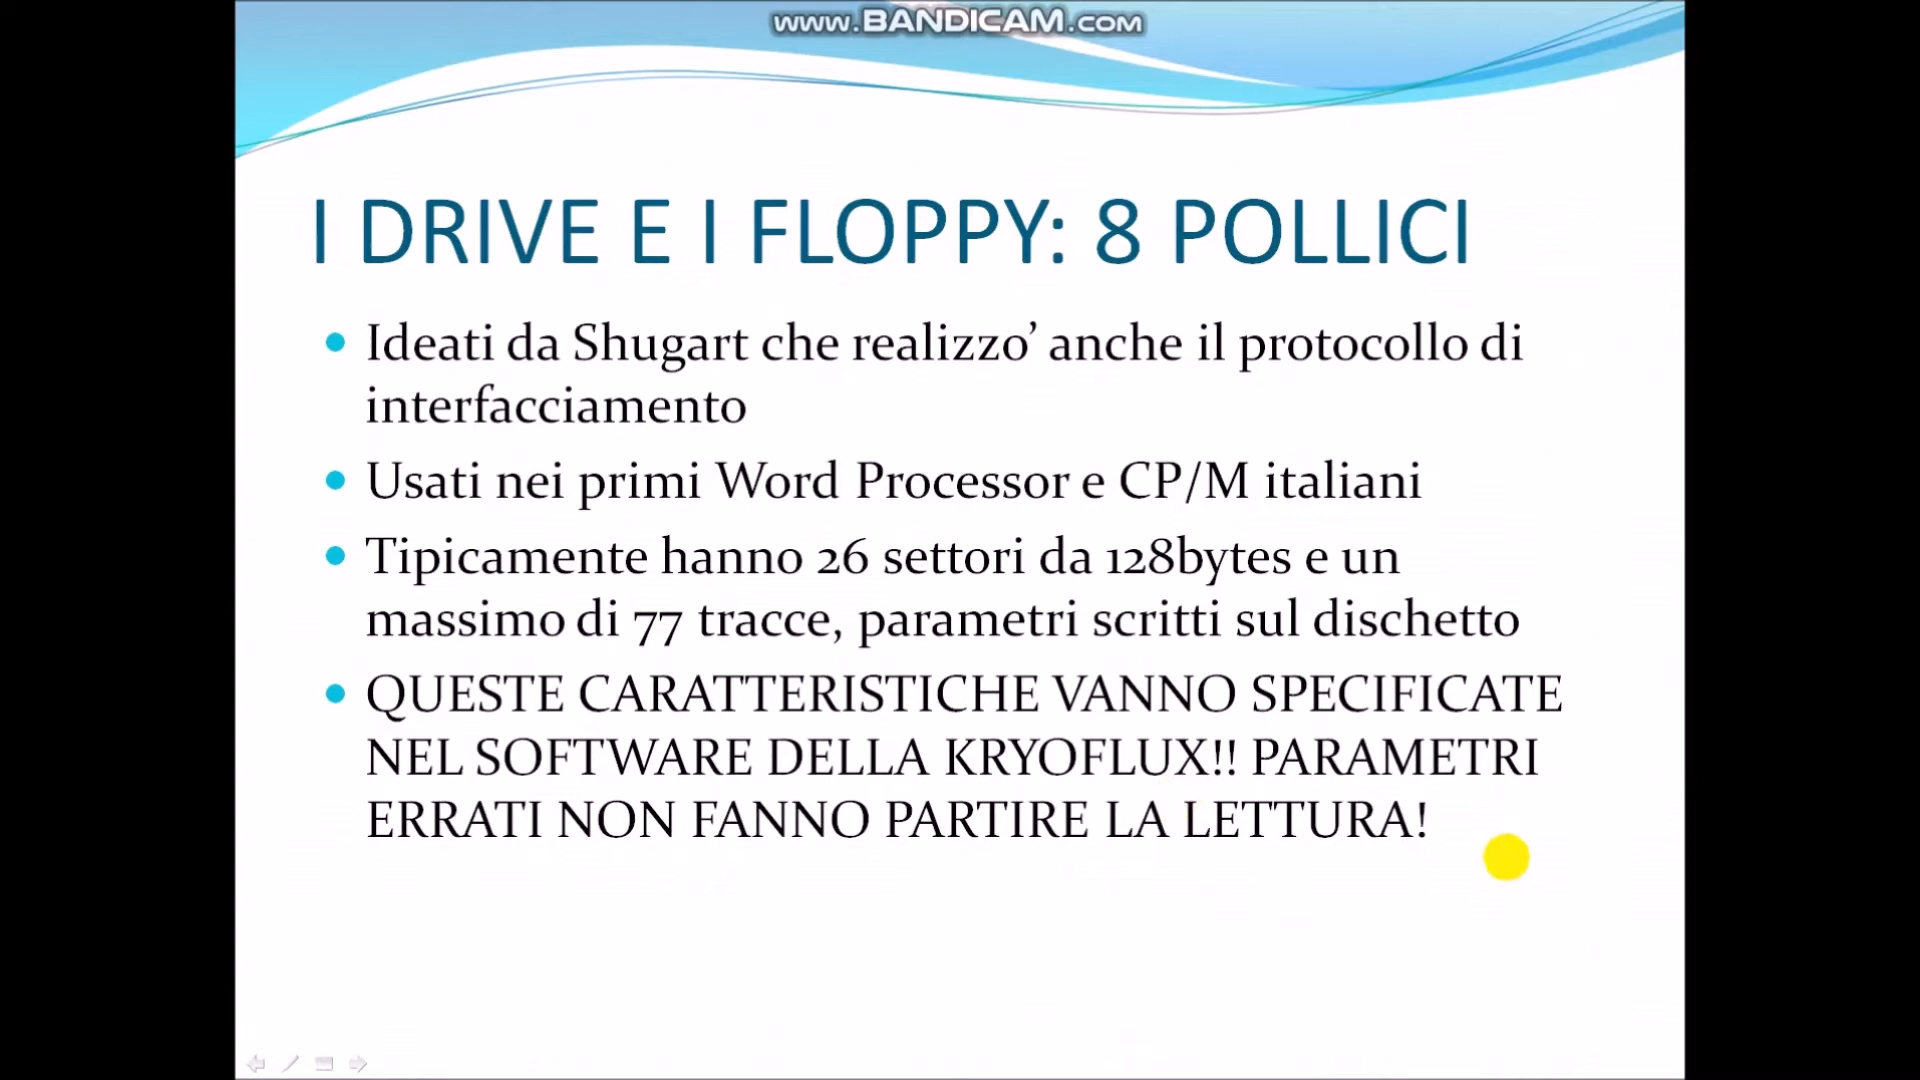 www.BANDICAM.com
I DRIVE E I FLOPPY: 8 POLLICI
Ideati da Shugart che realizzo’ anche il protocollo di
interfacciamento
Usati nei primi Word Processor e CP/M italiani
Tipicamente hanno 26 settori da 128bytes e un
massimo di 77 tracce, parametri scritti sul dischetto
QUESTE CARATTERISTICHE VANNO SPECIFICATE
NEL SOFTWARE DELLA KRYOFLUX!! PARAMETRI
ERRATI NON FANNO PARTIRE LA LETTURA!